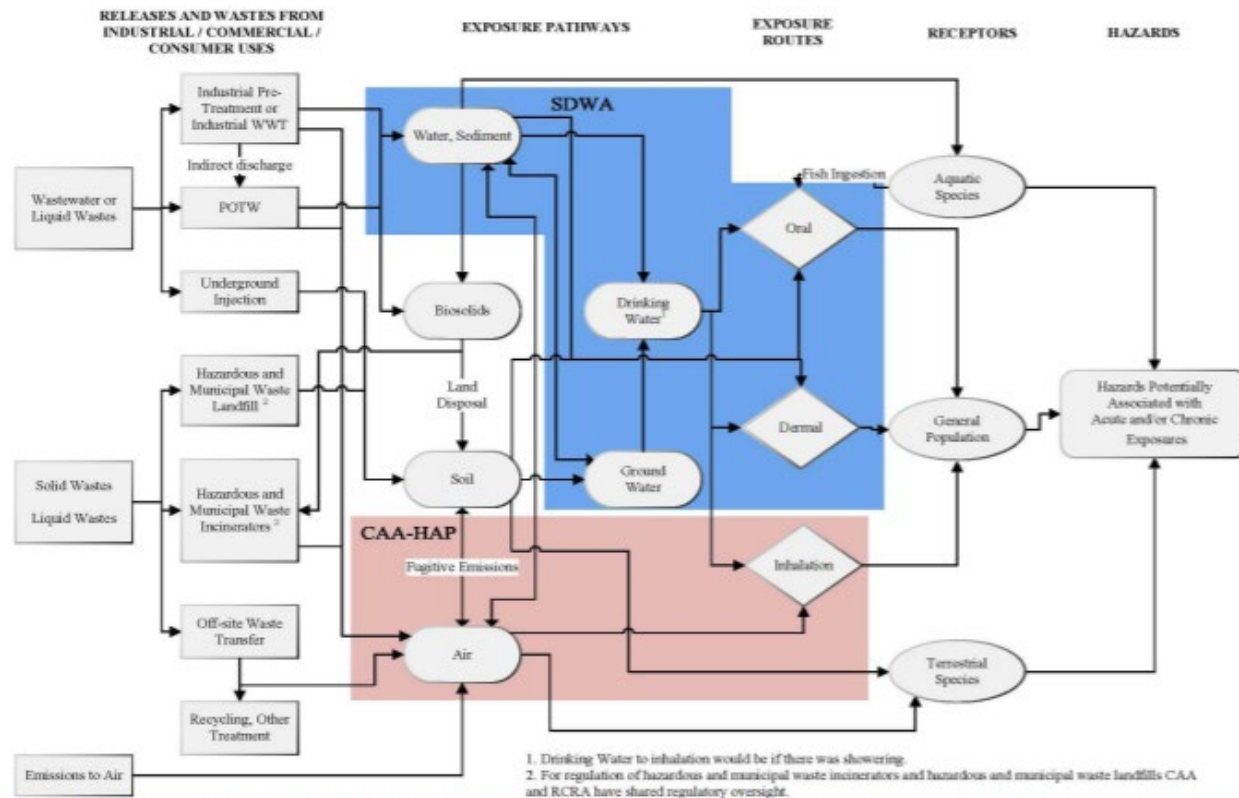 RELEASES AND WASTES FROM
INDUSTRIAL / COMMERCIAL /
CONSUMER USES
EXPOSURE PATHWAYS
EXPOSURE
ROUTES
RECEPTORS
HAZARDS
Industrial Pre-
Treatment or
Industrial WWT
SDWA
Water, Sediment
Indirect discharge
Wastewater or
Liquid Wastes
POTW
Fish Ingestion
Aquatic
Species
Oral
Underground
Injection
Biosolids
Drinking
Water 1
Hazardous and
Municipal Waste
Landfill 2
Land
Disposal
Dermal
General
Population
Hazards Potentially
Associated with
Acute and/or Chronic
Exposures
Solid Wastes
Liquid Wastes
Hazardous and
Municipal Waste
Incinerators 2
Soil
Ground
Water
CAA-HAP
Fugitive Emissions
Inhalation
Off-site Waste
Transfer
Air
Terrestrial
Species
Recycling, Other
Treatment
Emissions to Air
1. Drinking Water to inhalation would be if there was showering.
2. For regulation of hazardous and municipal waste incinerators and hazardous and municipal waste landfills CAA
and RCRA have shared regulatory oversight.